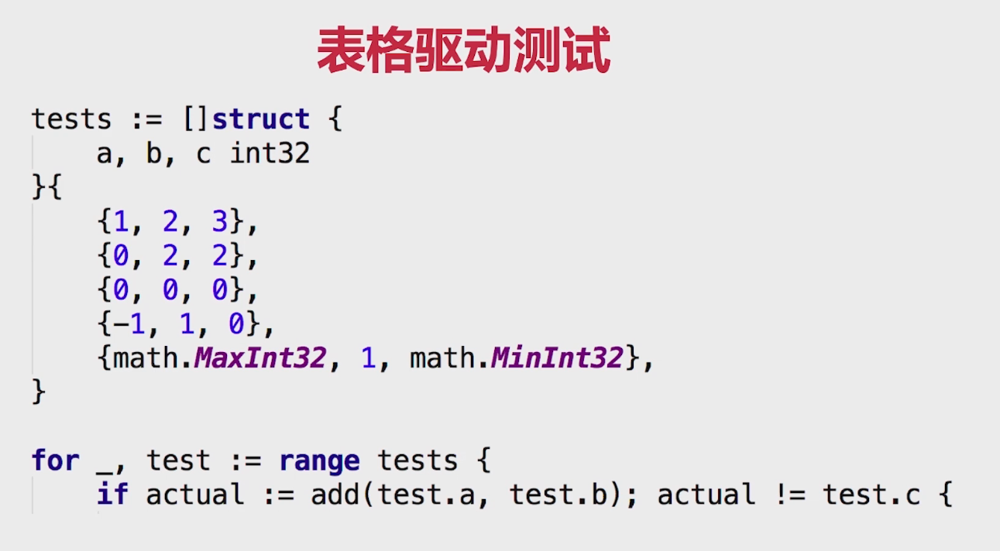 表格驱动测试
tests := []struct {
    a, b, c int32
}{
    {1, 2, 3},
    {0, 2, 2},
    {0, 0, 0},
    {-1, 1, 0},
    {math.MaxInt32, 1, math.MinInt32},
}
for _, test := range tests {
    if actual := add(test.a, test.b); actual != test.c {